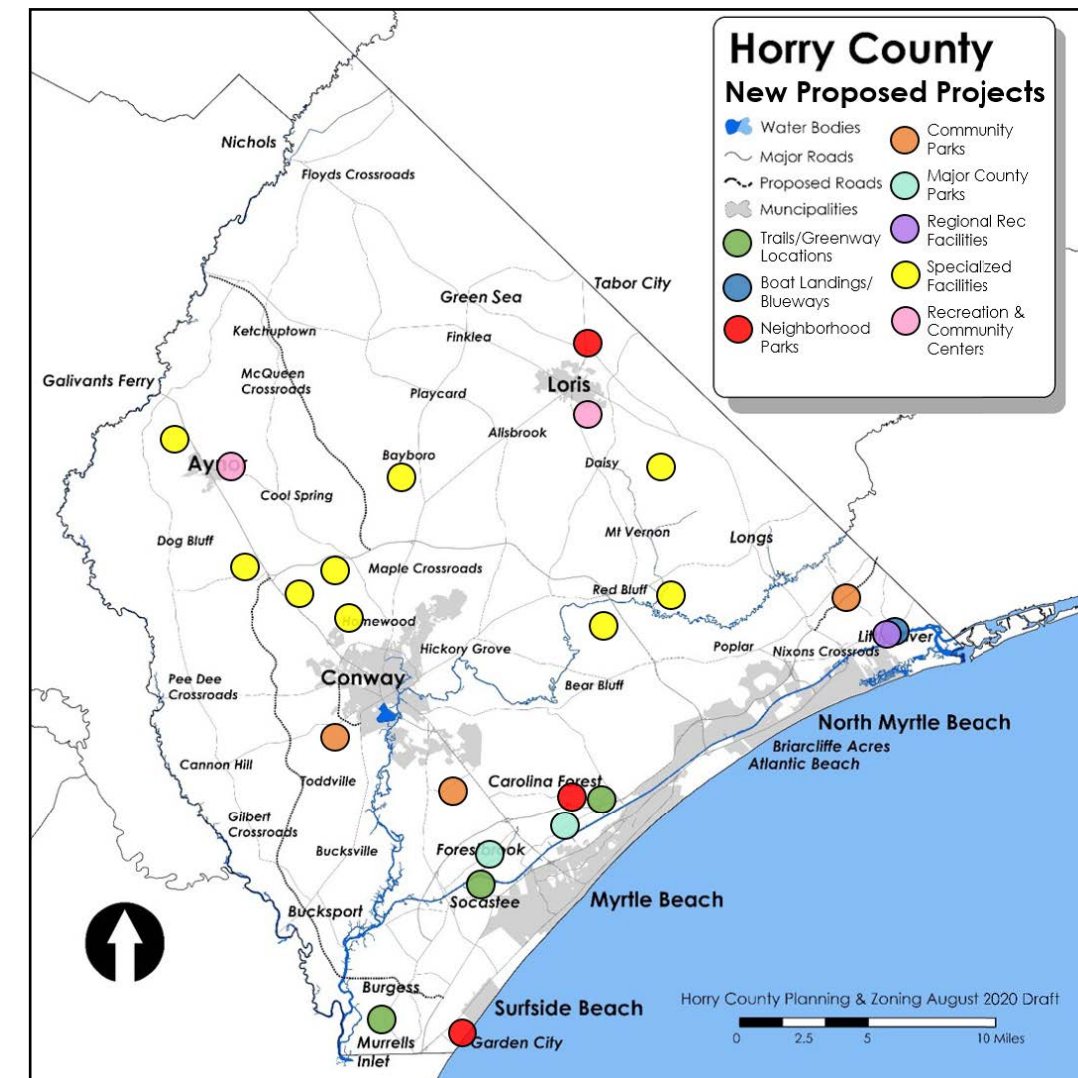 Horry County
New Proposed Projects
Water Bodies
Major Roads
Proposed Roads
Muncipalities
Trails/Greenway
Locations
Boat Landings/
Blueways
Neighborhood
Parks
Community
Parks
Major County
Parks
Regional Rec
Facilities
Specialized
Facilities
Recreation &
Community
Centers
Nichols
Floyds Crossroads
Tabor City
Green Sea
Ketchuptown
Finklea
Galivants Ferry
McQueen
Crossroads
Loris
Playcard
Allsbrook
Bayboro
Daisy
Cool Spring
Mt Vernon
Longs
Dog Bluff
Maple Crossroads
Red Bluff
Hickory Grove
Poplar
Nixons Crossroads
Conway
Pee Dee
Crossroads
Bear Bluff
North Myrtle Beach
Briarcliffe Acres
Atlantic Beach
Cannon Hill
Toddville
Carolina Forest
Gilbert
Crossroads
Bucksville
Bucksport
Socastee
Myrtle Beach
Burgess
Surfside Beach
Murrells
Inlet
Garden City
Horry County Planning & Zoning August 2020 Draft
0 2.5 5 10 Miles